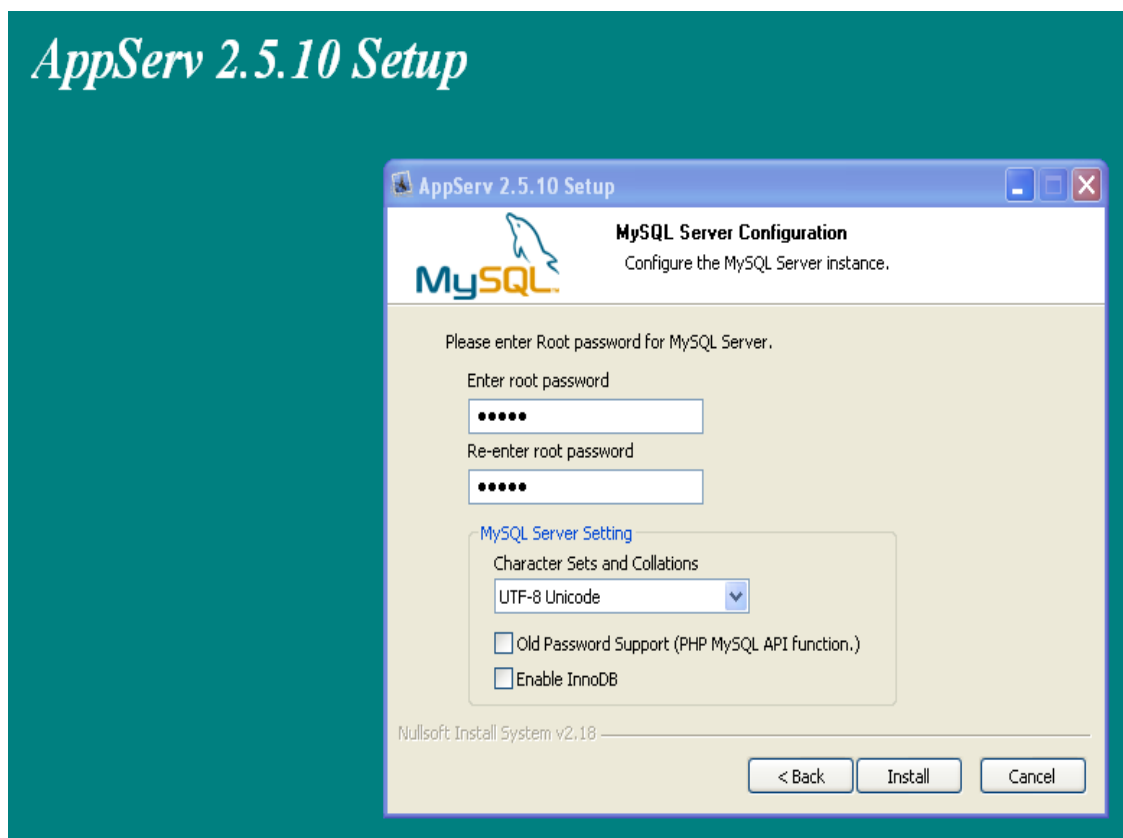 AppServ 2.5.10 Setup
AppServ 2.5.10 Setup
MySQL
MySQL Server Configuration
Configure the MySQL Server instance.
Please enter Root password for MySQL Server.
Enter root password
•••••
Re-enter root password
•••••
MySQL Server Setting
Character Sets and Collations
UTF-8 Unicode
Old Password Support (PHP MySQL API function.)
Enable InnoDB
Nullsoft Install System v2.18
< Back Install Cancel